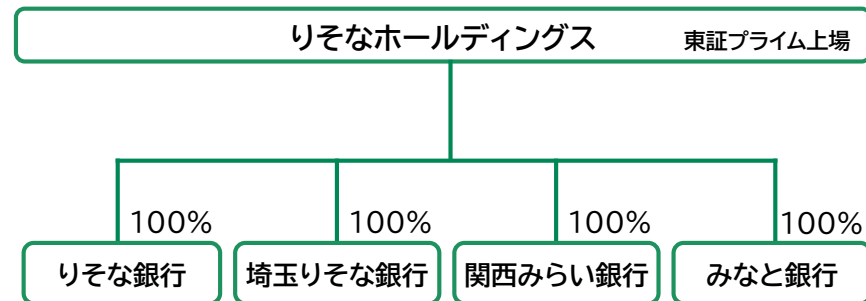 りそなホールディングス 東証プライム上場
100% 100% 100% 100%
りそな銀行 埼玉りそな銀行 関西みらい銀行 みなと銀行